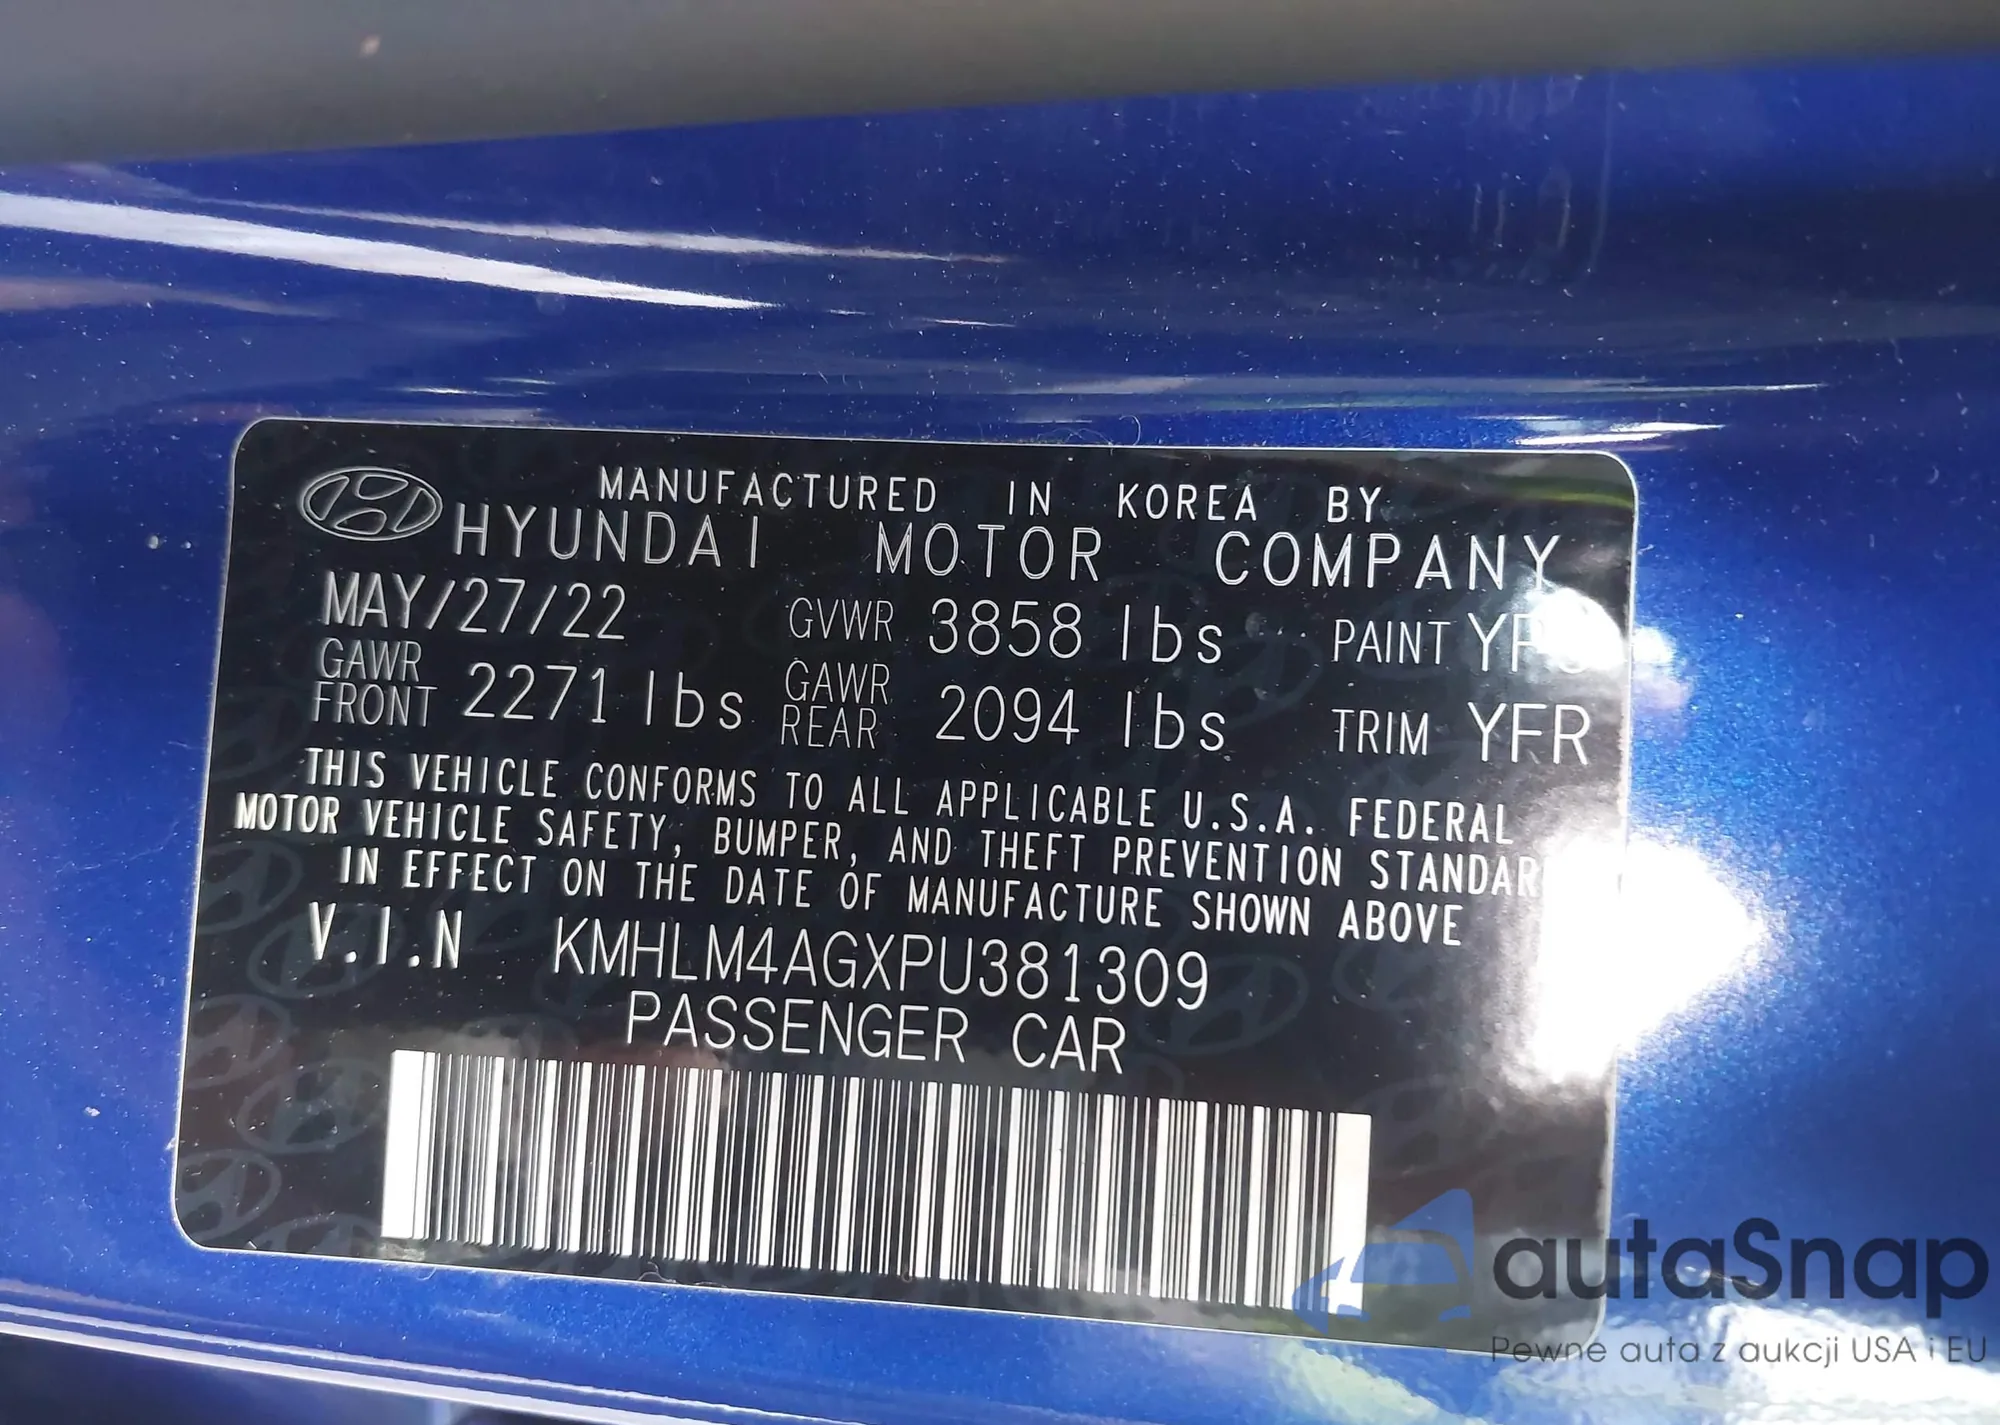 MANUFACTURED IN KOREA BY
HYUNDAI MOTOR COMPANY
MAY/27/22 GVWR 3858 lbs PAINT
GAWR FRONT 2271 lbs GAWR REAR 2094 lbs TRIM YFR
THIS VEHICLE CONFORMS TO ALL APPLICABLE U.S.A. FEDERAL
MOTOR VEHICLE SAFETY, BUMPER, AND THEFT PREVENTION
IN EFFECT ON THE DATE OF MANUFACTURE SHOWN ABOVE
V.I.N KMHLM4AGXPU381309
PASSENGER CAR
autaSnap
Pewne auta z aukcji USA i EU